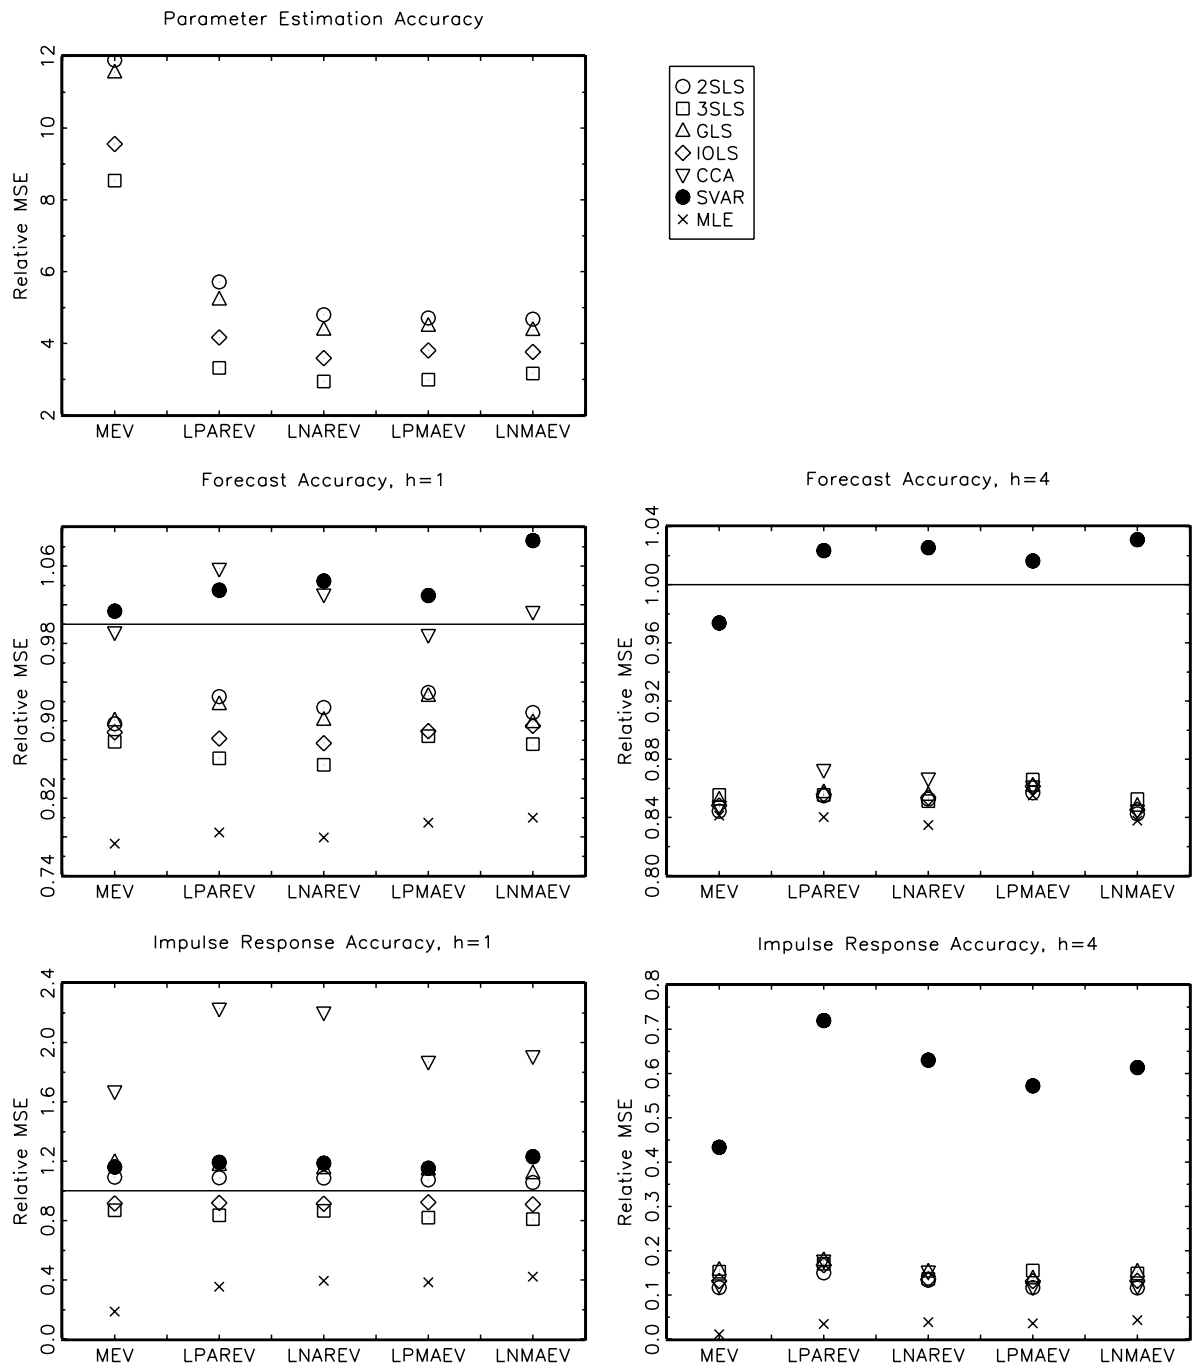 Parameter Estimation Accuracy
Relative MSE
12
10
8
6
4
2
MEV LPAREV LNAREV LPMAEV LNMAEV
2SLS
3SLS
GLS
IOLS
CCA
SVAR
MLE
Forecast Accuracy, h=1
Relative MSE
1.06
0.98
0.90
0.82
0.74
MEV LPAREV LNAREV LPMAEV LNMAEV
Forecast Accuracy, h=4
Relative MSE
1.04
1.00
0.96
0.92
0.88
0.84
0.80
MEV LPAREV LNAREV LPMAEV LNMAEV
Impulse Response Accuracy, h=1
Relative MSE
2.4
2.0
1.6
1.2
0.8
0.4
0.0
MEV LPAREV LNAREV LPMAEV LNMAEV
Impulse Response Accuracy, h=4
Relative MSE
0.8
0.7
0.6
0.5
0.4
0.3
0.2
0.1
0.0
MEV LPAREV LNAREV LPMAEV LNMAEV